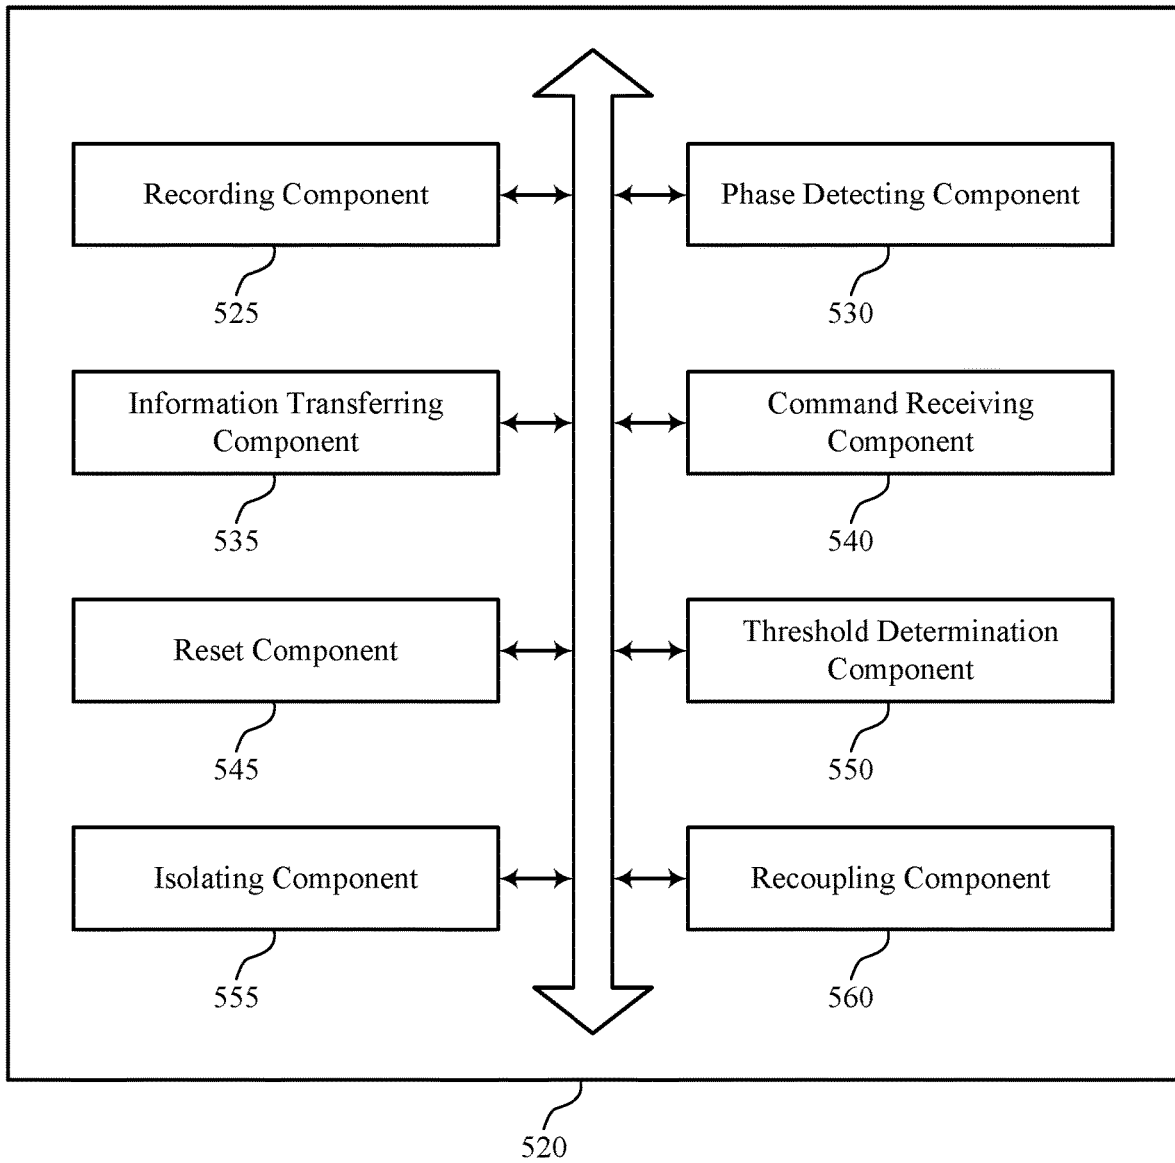 Recording Component
Phase Detecting Component
525
530
Information Transferring
Component
Command Receiving
Component
535
540
Reset Component
Threshold Determination
Component
545
550
Isolating Component
Recoupling Component
555
560
520